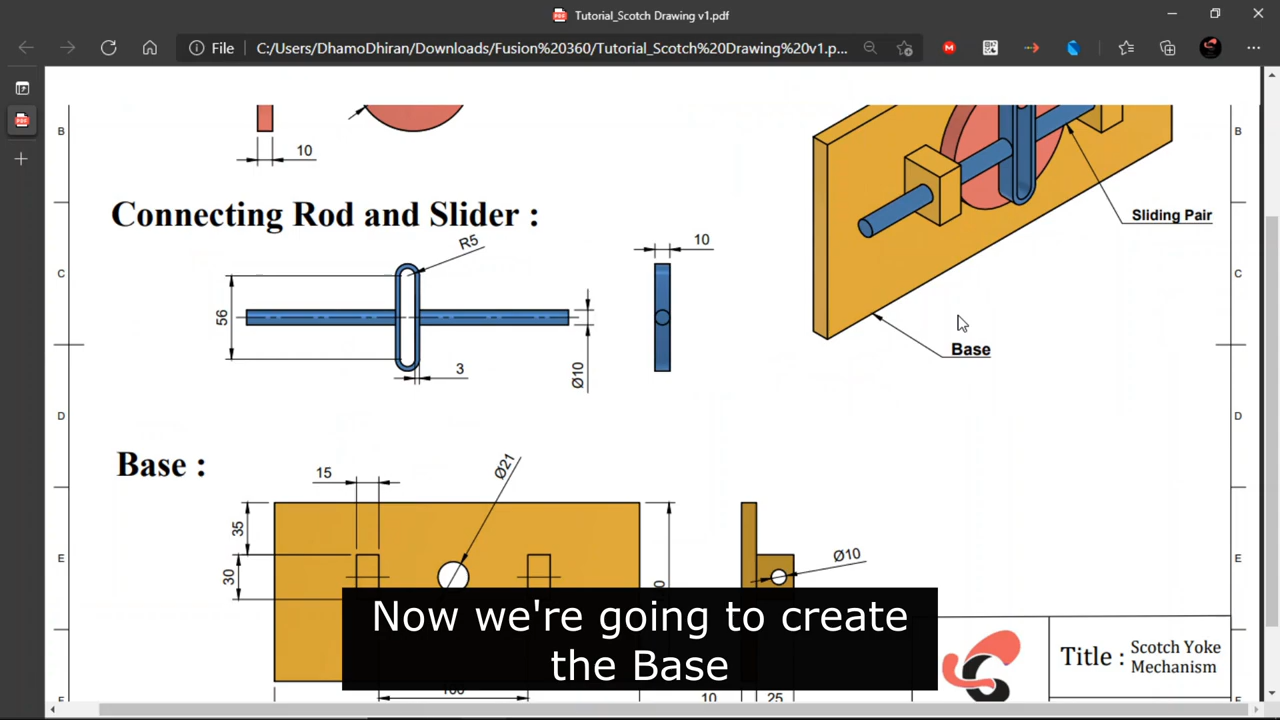 Tutorial_Scotch Drawing v1.pdf
File
C:/Users/DhamoDhiran/Downloads/Fusion%20360/Tutorial_Scotch%20Drawing%20v1.p...
B
10
B
Sliding Pair
Connecting Rod and Slider :
R5
10
C
56
3
Ø10
C
Base
D
D
Base :
15
Ø21
35
30
Ø10
E
E
Now we're going to create
the Base
Title :
Scotch Yoke
Mechanism
10
25